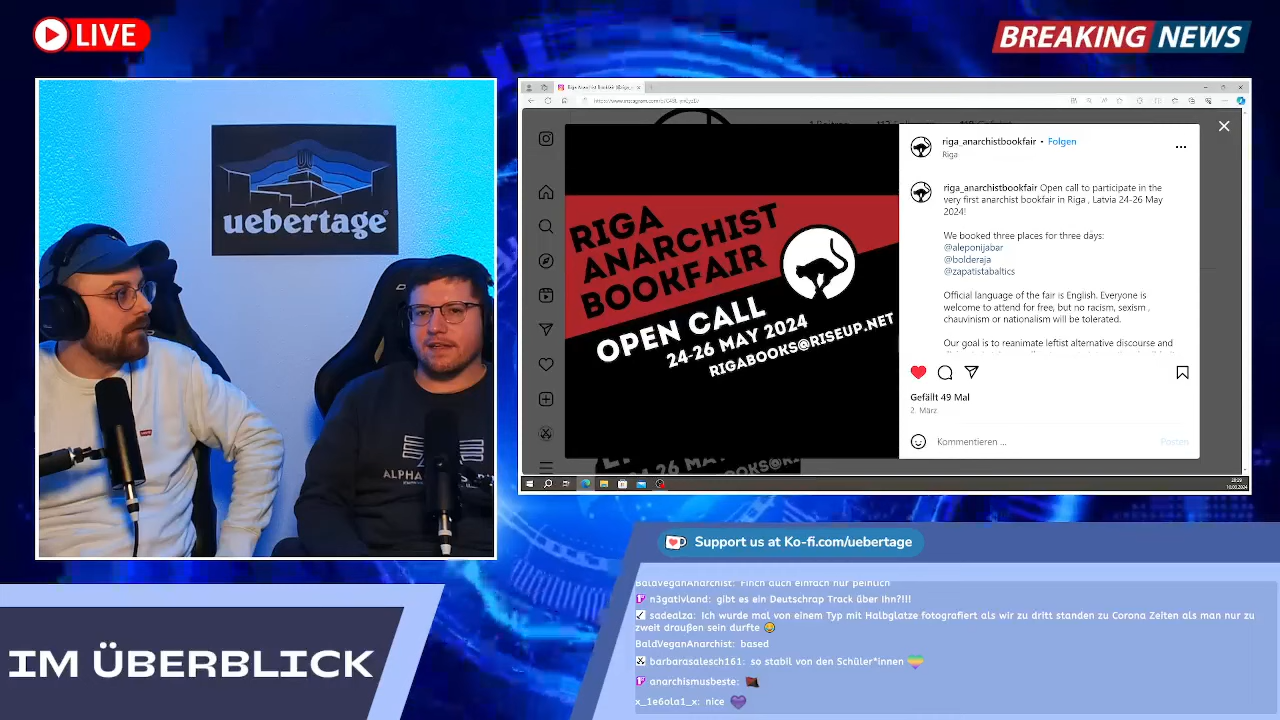 LIVE
BREAKING NEWS
uebertage
riga_anarchistbookfair • Folgen
Riga
riga_anarchistbookfair Open call to participate in the
very first anarchist bookfair in Riga , Latvia 24-26 May
2024!
We booked three places for three days:
@aleponijabar
@bolderaja
@zapatistabaltics
Official language of the fair is English. Everyone is
welcome to attend for free, but no racism, sexism ,
chauvinism or nationalism will be tolerated.
Our goal is to reanimate leftist alternative discourse and
RIGA
ANARCHIST
BOOKFAIR
OPEN CALL
24-26 MAY 2024
RIGABOOKS@RISEUP.NET
Gefällt 49 Mal
2. März
Kommentieren ...
Posten
Support us at Ko-fi.com/uebertage
BaldVeganAnarchist: Finch auch einfach nur peinlich
n3gativland: gibt es ein Deutschrap Track über Ihn?!!!
sadealza: Ich wurde mal von einem Typ mit Halbglatze fotografiert als wir zu dritt standen zu Corona Zeiten als man nur zu
zweit draußen sein durfte
BaldVeganAnarchist: based
barbarasalesch161: so stabil von den Schüler*innen
anarchismusbeste:
x_1e6ola1_x: nice
IM ÜBERBLICK